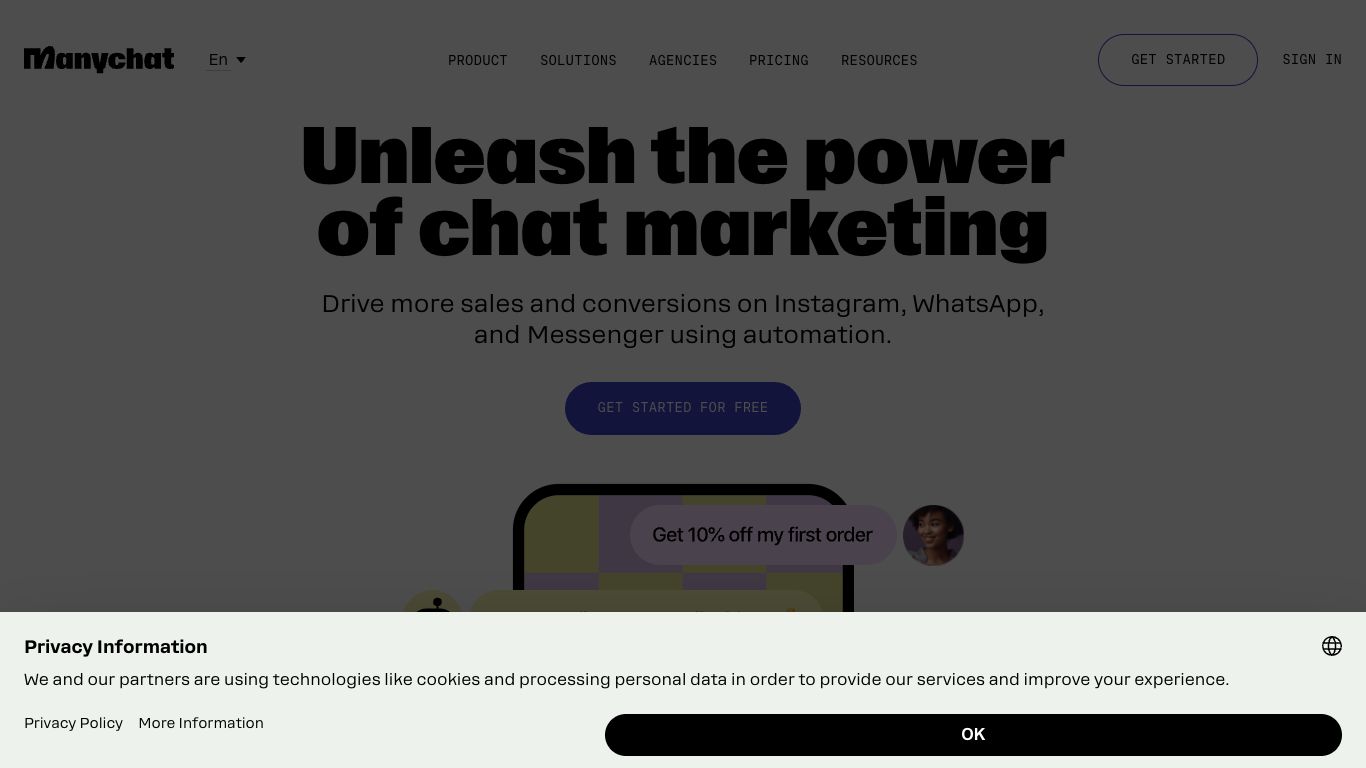 Manychat
En
PRODUCT
SOLUTIONS
AGENCIES
PRICING
RESOURCES
GET STARTED
SIGN IN
Unleash the power
of chat marketing
Drive more sales and conversions on Instagram, WhatsApp,
and Messenger using automation.
GET STARTED FOR FREE
Get 10% off my first order
Privacy Information
We and our partners are using technologies like cookies and processing personal data in order to provide our services and improve your experience.
Privacy Policy
More Information
OK